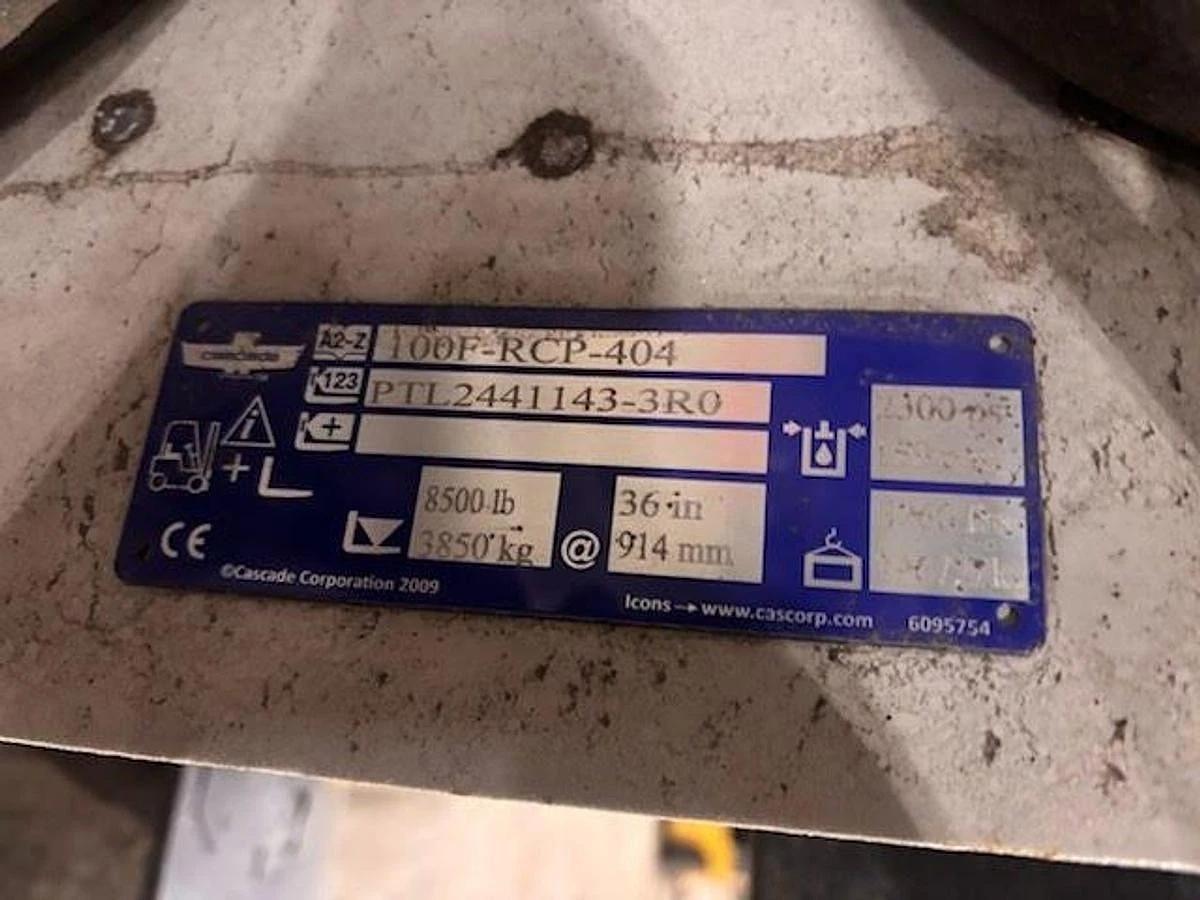 cascade
A2-Z
100F-RCP-404
123
PTL2441143-3R0
+
+
8500 lb
3850 kg
@
36 in
914 mm
CE
©Cascade Corporation 2009
Icons→www.cascorp.com
6095754